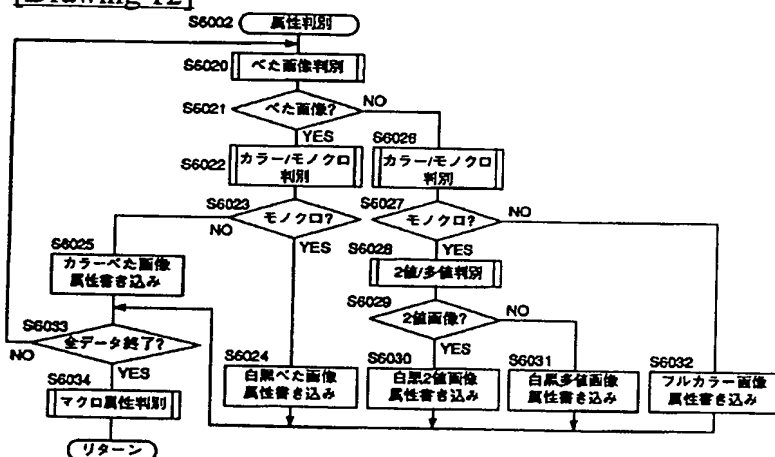 [Drawing 12]
S6002 属性判別
S6020 べた画像判別
S6021 べた画像? NO
YES
S6022 カラー/モノクロ
判別
S6026 カラー/モノクロ
判別
S6023 モノクロ?
NO
YES
S6027 モノクロ? NO
YES
S6025 カラーべた画像
属性書き込み
S6028 2値/多値判別
S6029 2値画像? NO
YES
S6033 全データ終了?
NO
YES
S6024 白黒べた画像
属性書き込み
S6030 白黒2値画像
属性書き込み
S6031 白黒多値画像
属性書き込み
S6032 フルカラー画像
属性書き込み
S6034 マクロ属性判別
リターン